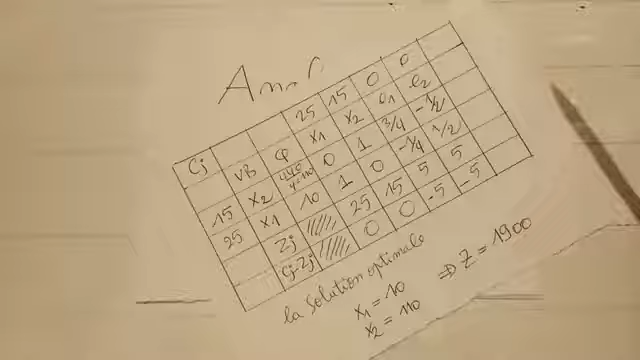 25 15 0 0
Cj VB Q X1 X2 e1 e2
15 X2 440/4=110 0 1 3/4 -1/2
25 X1 10 1 0 -1/4 1/2
Zj 25 15 5 5
Cj-Zj 0 0 -5 -5
la solution optimale
X1 = 10
X2 = 110 ⇒ Z = 1900